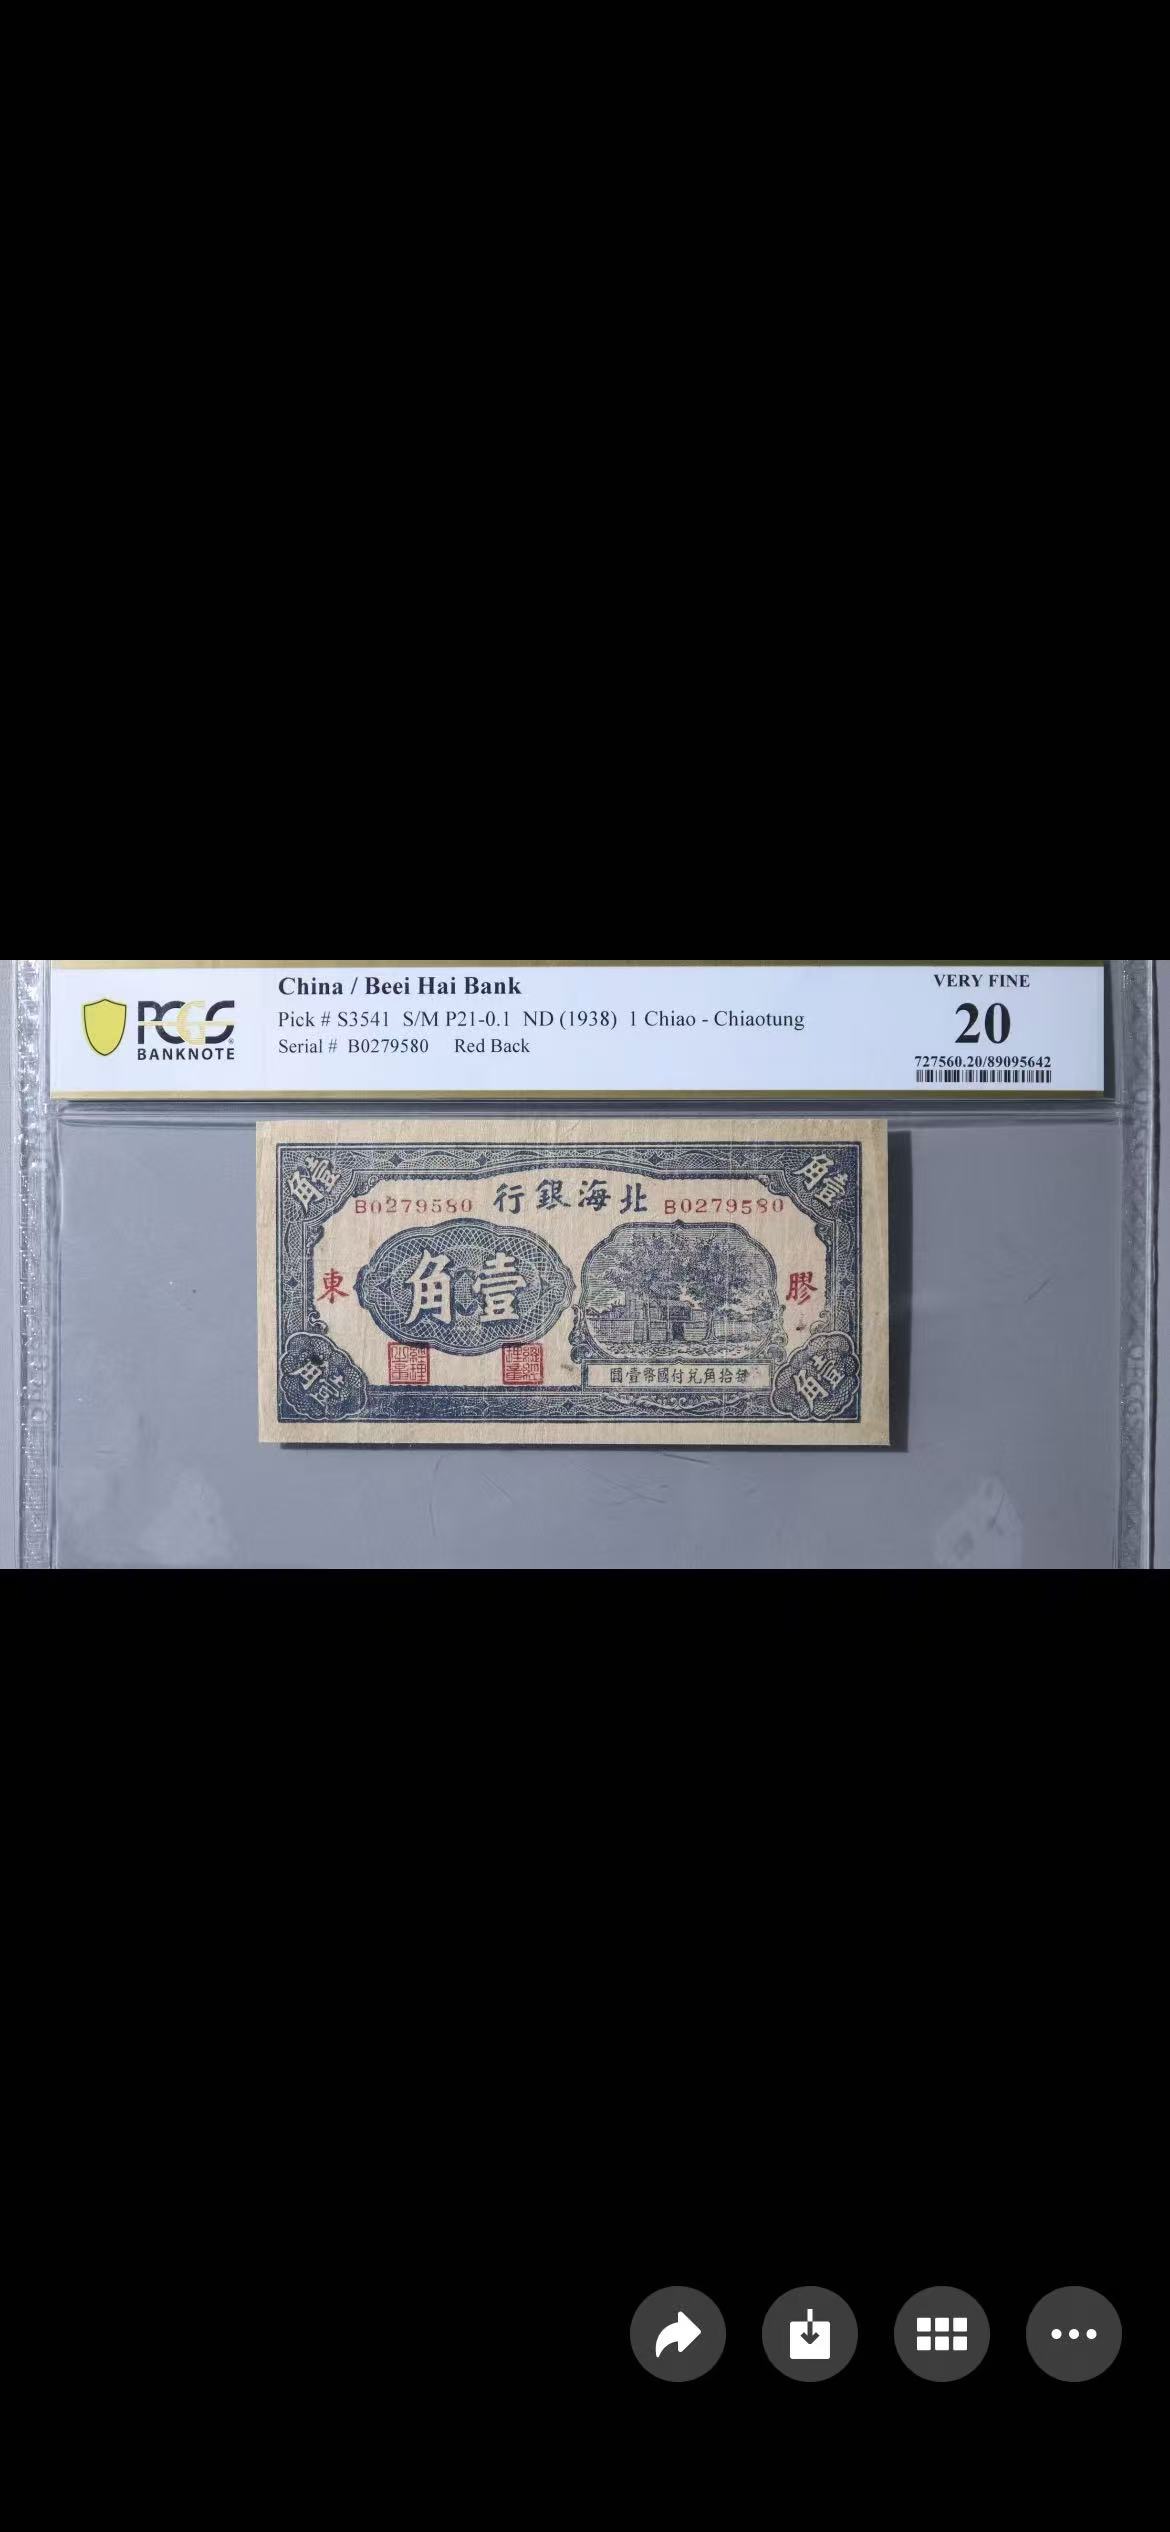 China / Beei Hai Bank
Pick # S3541 S/M P21-0.1 ND (1938) 1 Chiao - Chiaotung
Serial # B0279580 Red Back
PCGS
BANKNOTE
VERY FINE
20
727560.20/89095642
角壹
角壹
B0279580
行銀海北
B0279580
東
角壹
膠
圓壹幣國付兌角拾
角壹
角壹